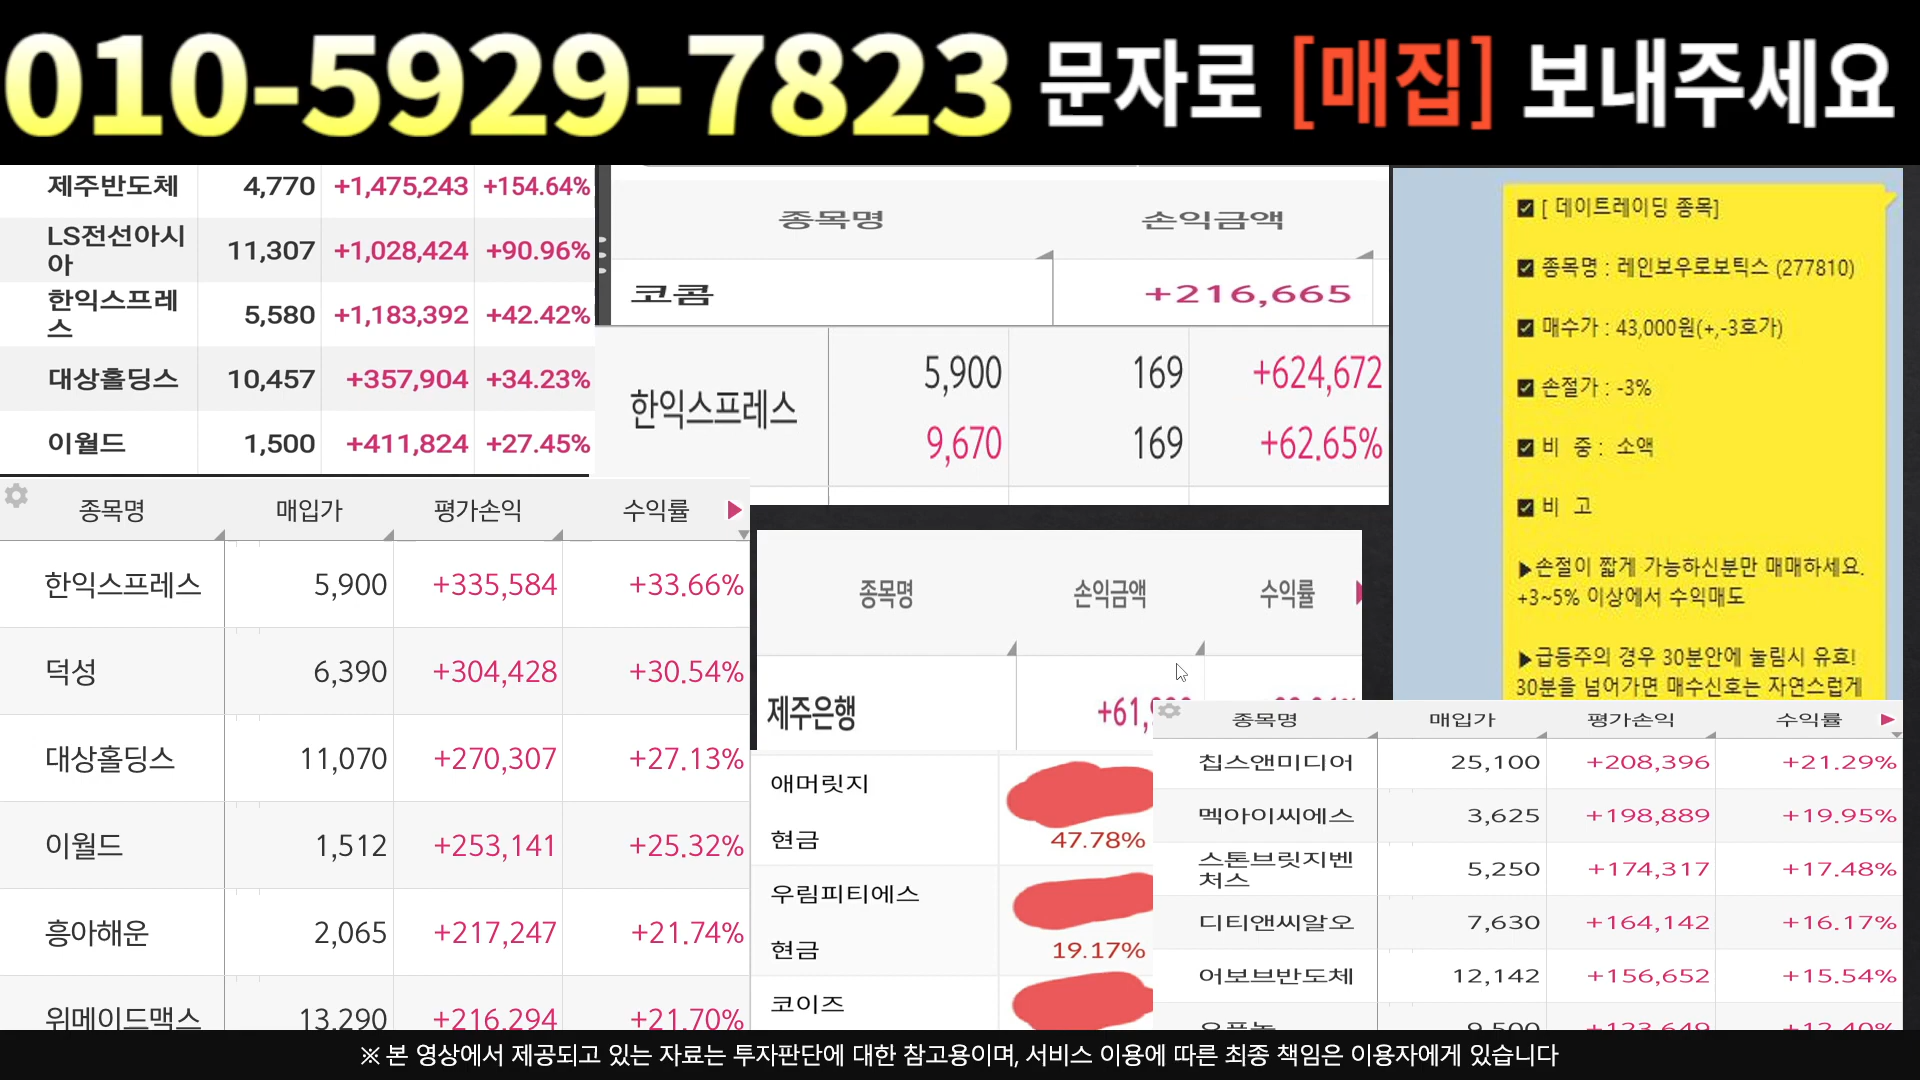 010-5929-7823 문자로 [매집] 보내주세요
제주반도체 4,770 +1,475,243 +154.64%
LS전선아시
아 11,307 +1,028,424 +90.96%
한익스프레
스 5,580 +1,183,392 +42.42%
대상홀딩스 10,457 +357,904 +34.23%
이월드 1,500 +411,824 +27.45%
종목명 손익금액
코콤 +216,665
한익스프레스 5,900 169 +624,672
9,670 169 +62.65%
☑ [ 데이트레이딩 종목]
☑ 종목명 : 레인보우로보틱스 (277810)
☑ 매수가 : 43,000원(+,-3호가)
☑ 손절가 : -3%
☑ 비 중 : 소액
☑ 비 고
▶손절이 짧게 가능하신분만 매매하세요.
+3~5% 이상에서 수익매도
▶급등주의 경우 30분안에 눌림시 유효!
30분을 넘어가면 매수신호는 자연스럽게
종목명 매입가 평가손익 수익률
한익스프레스 5,900 +335,584 +33.66%
덕성 6,390 +304,428 +30.54%
대상홀딩스 11,070 +270,307 +27.13%
이월드 1,512 +253,141 +25.32%
흥아해운 2,065 +217,247 +21.74%
위메이드맥스 13,290 +216,294 +21.70%
종목명 손익금액 수익률
제주은행 +61,
애머릿지
현금 47.78%
우림피티에스
현금 19.17%
코이즈
종목명 매입가 평가손익 수익률
칩스앤미디어 25,100 +208,396 +21.29%
멕아이씨에스 3,625 +198,889 +19.95%
스톤브릿지벤
처스 5,250 +174,317 +17.48%
디티앤씨알오 7,630 +164,142 +16.17%
어보브반도체 12,142 +156,652 +15.54%
9,500 +123,649 +12.40%
※ 본 영상에서 제공되고 있는 자료는 투자판단에 대한 참고용이며, 서비스 이용에 따른 최종 책임은 이용자에게 있습니다